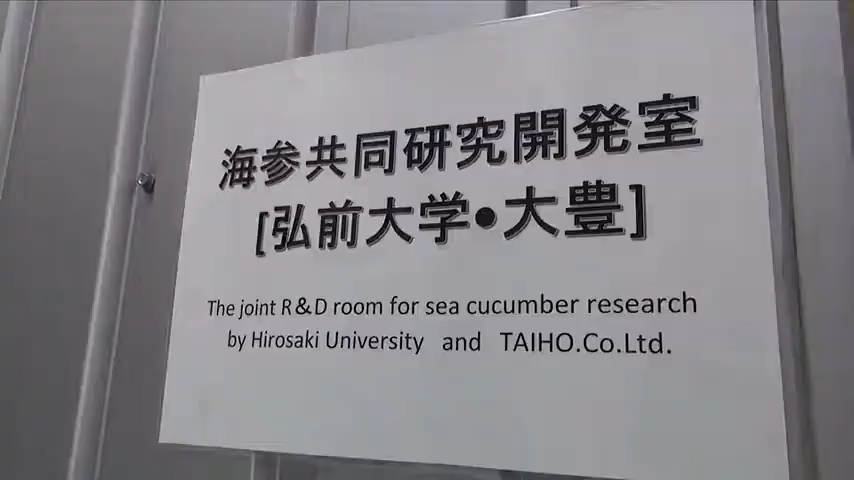 海参共同研究開発室
[弘前大学●大豊]
The joint R&D room for sea cucumber research
by Hirosaki University and TAIHO.Co.Ltd.